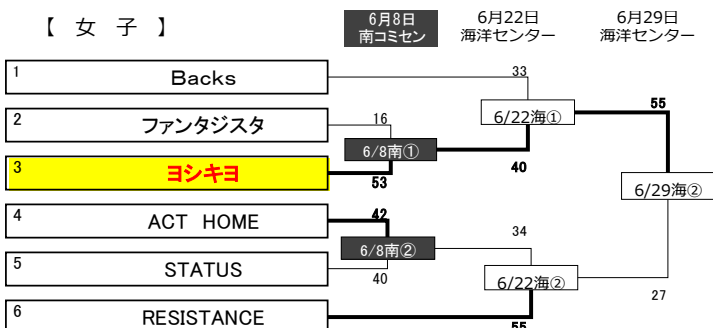 【 女 子 】
6月8日
南コミセン
6月22日
海洋センター
6月29日
海洋センター
1 Backs
33
55
2 ファンタジスタ
16
6/22海①
6/8南①
3 ヨシキヨ
53
40
6/29海②
4 ACT HOME
42
34
6/8南②
5 STATUS
40
6/22海②
27
6 RESISTANCE
55